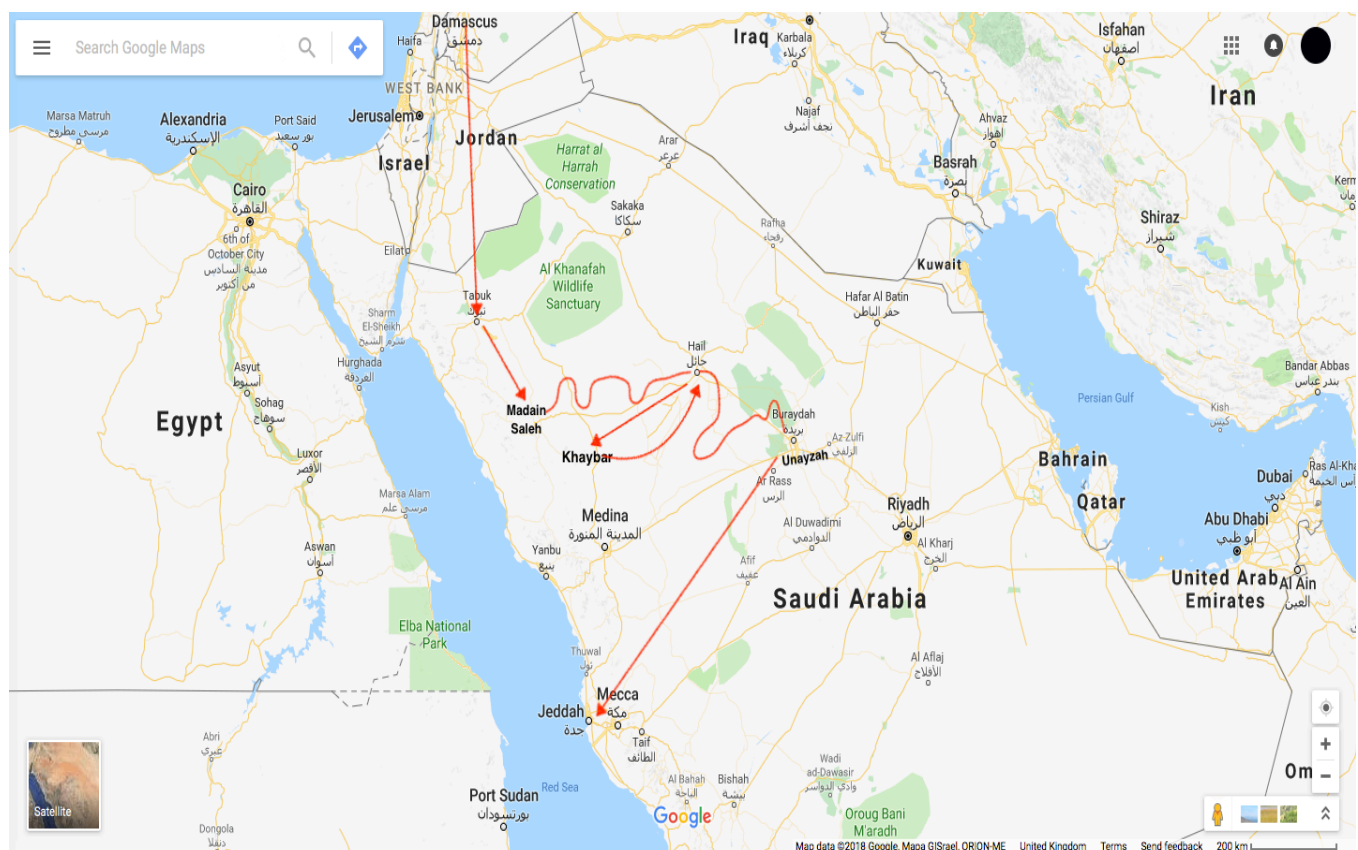 Search Google Maps
Damascus
دمشق
Haifa
Iraq
Karbala
كربلاء
Isfahan
اصفهان
WEST BANK
Najaf
نجف أشرف
Iran
Marsa Matruh
مرسى مطروح
Alexandria
الإسكندرية
Port Said
بور سعيد
Jerusalem
Jordan
Israel
Ahvaz
اهواز
Arar
عرعر
Harrat al
Harrah
Conservation
Basrah
بصرة
Cairo
القاهرة
Sakaka
سكاكا
Rafha
رفحاء
Shiraz
شیراز
6th of
October City
مدينة السادس
من أكتوبر
Eilat
Kuwait
Al Khanafah
Wildlife
Sanctuary
Tabuk
تبوك
Hafar Al Batin
حفر الباطن
Sharm
El-Sheikh
شرم الشيخ
Hail
حائل
Hurghada
الغردقة
Asyut
أسيوط
Bandar Abbas
بندر عباس
Sohag
سوهاج
Egypt
Madain
Saleh
Persian Gulf
Kish
كيش
Buraydah
بريدة
Az Zulfi
الزلفي
Khaybar
Unayzah
Luxor
الأقصر
Ar Rass
الرس
Bahrain
Dubai
دبي
Qatar
Marsa Alam
مرسى علم
Riyadh
الرياض
Medina
المدينة المنورة
Al Duwadimi
الدوادمي
Abu Dhabi
أبو ظبي
Aswan
أسوان
Yanbu
ينبع
Al Kharj
الخرج
Afif
عفيف
United Arab
Emirates
Al Ain
العين
Saudi Arabia
Elba National
Park
Thuwal
ثول
Al Aflaj
الأفلاج
Mecca
مكة
Jeddah
جدة
Taif
الطائف
Abri
عبري
Wadi
ad-Dawasir
وادي الدواسر
Al Bahah
الباحة
Bishah
بيشة
Red Sea
Port Sudan
بورتسودان
Satellite
Google
Oroug Bani
M'aradh
Dongola
دنقلا
Map data ©2018 Google, Mapa GISrael, ORION-ME United Kingdom Terms Send feedback 200 km